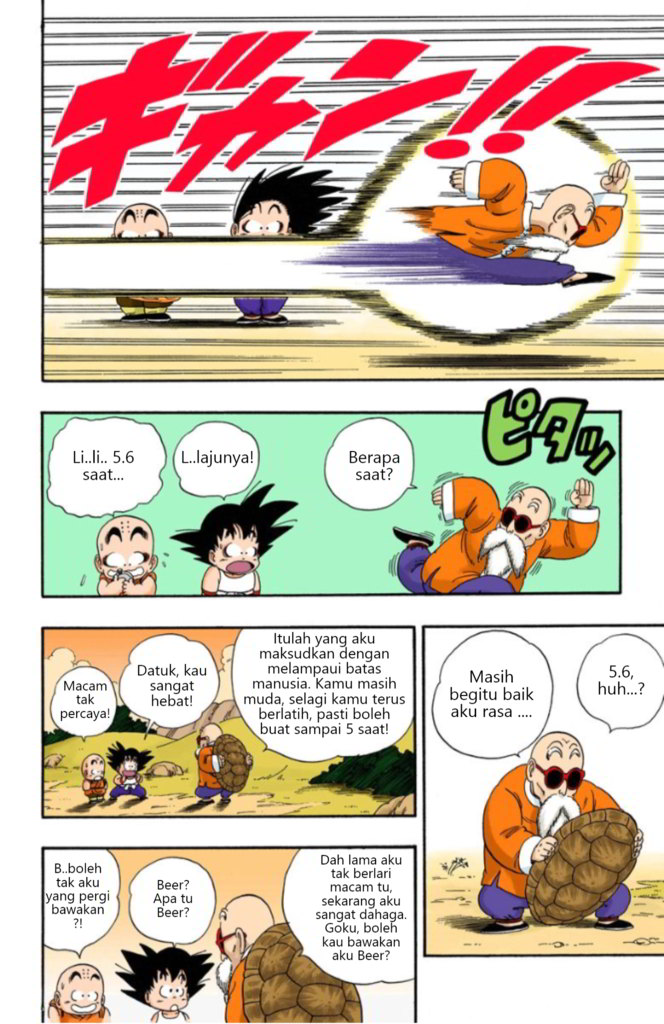 ギュン!!
ピタッ
Berapa
saat?
L..lajunya!
Li..li.. 5.6
saat...
5.6,
huh...?
Masih
begitu baik
aku rasa ....
Itulah yang aku
maksudkan dengan
melampaui batas
manusia. Kamu masih
muda, selagi kamu terus
berlatih, pasti boleh
buat sampai 5 saat!
Datuk, kau
sangat
hebat!
Macam
tak
percaya!
Dah lama aku
tak berlari
macam tu,
sekarang aku
sangat dahaga.
Goku, boleh
kau bawakan
aku Beer?
Beer?
Apa tu
Beer?
B..boleh
tak aku
yang pergi
bawakan
?!